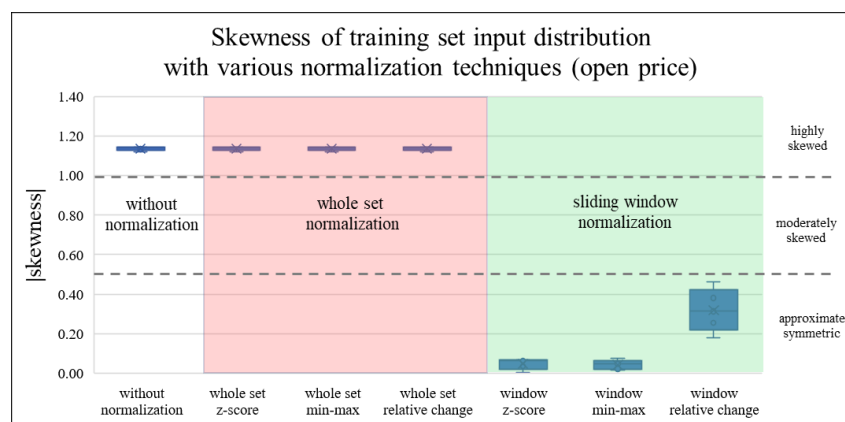 Skewness of training set input distribution
with various normalization techniques (open price)
1.40
1.20
1.00
0.80
0.60
0.40
0.20
0.00
|skewness|
without
normalization
whole set
normalization
sliding window
normalization
highly
skewed
moderately
skewed
approximate
symmetric
without
normalization
whole set
z-score
whole set
min-max
whole set
relative change
window
z-score
window
min-max
window
relative change